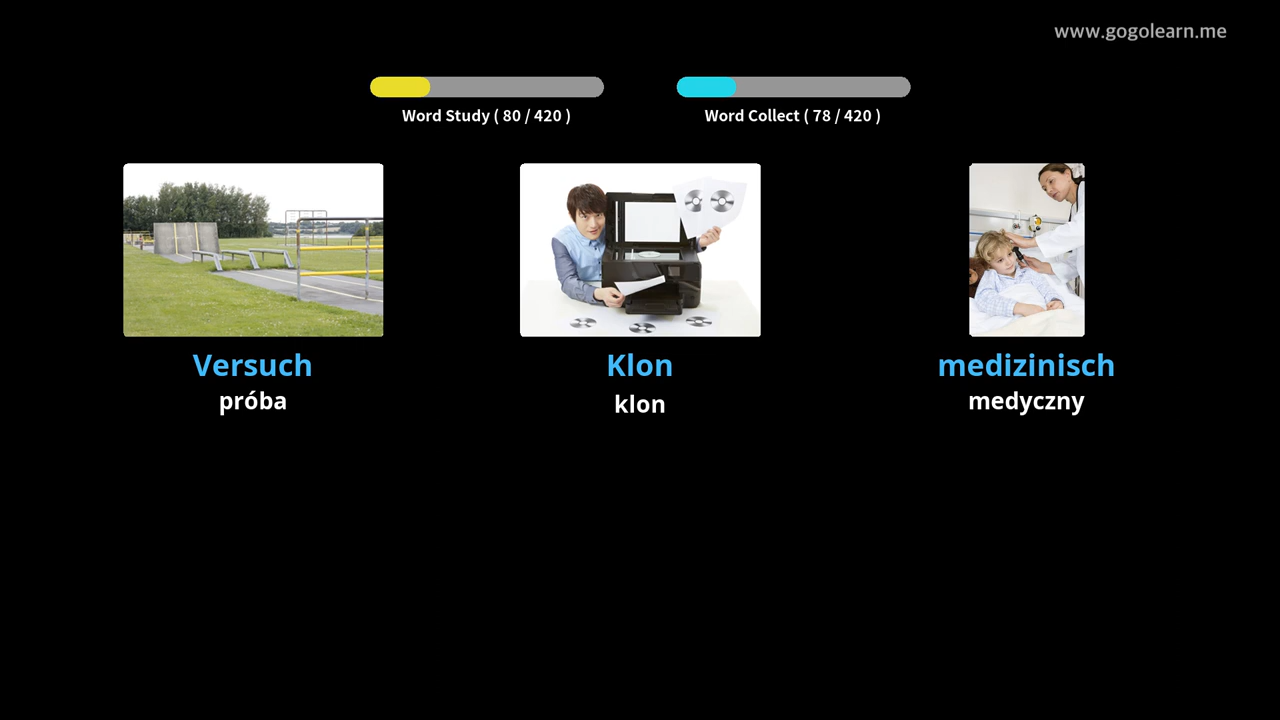 www.gogolearn.me
Word Study ( 80 / 420 )
Word Collect ( 78 / 420 )
Versuch
próba
Klon
klon
medizinisch
medyczny